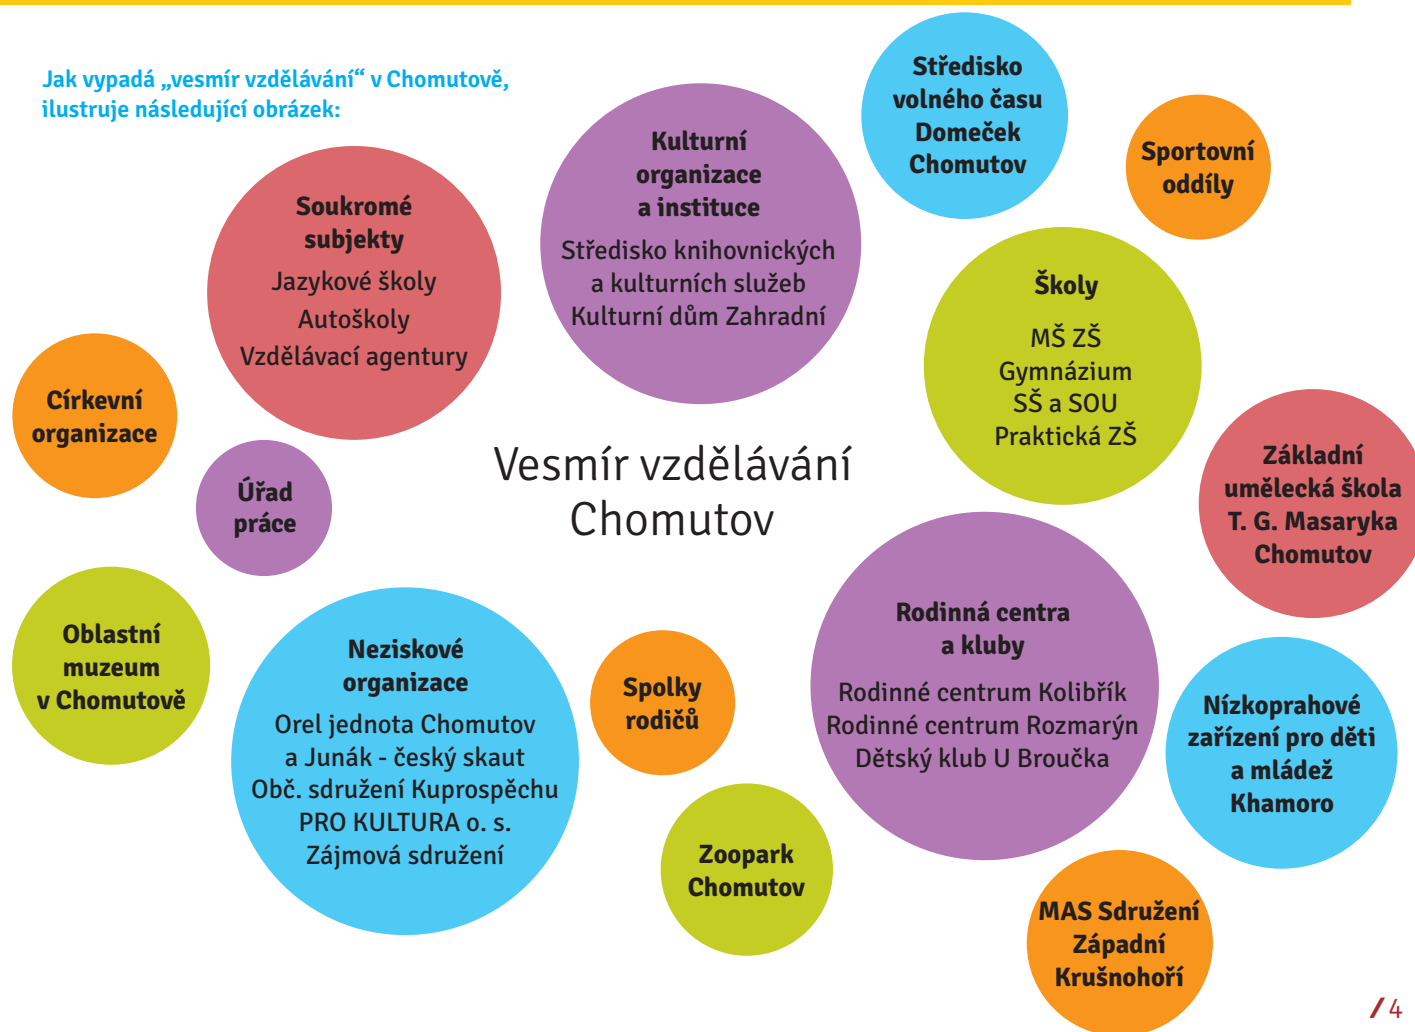 Jak vypadá „vesmír vzdělávání“ v Chomutově,
ilustruje následující obrázek:
Středisko
volného času
Domeček
Chomutov
Sportovní
oddíly
Kulturní
organizace
a instituce
Středisko knihovnických
a kulturních služeb
Kulturní dům Zahradní
Soukromé
subjekty
Jazykové školy
Autoškoly
Vzdělávací agentury
Školy
MŠ ZŠ
Gymnázium
SŠ a SOU
Praktická ZŠ
Církevní
organizace
Úřad
práce
Vesmír vzdělávání
Chomutov
Základní
umělecká škola
T. G. Masaryka
Chomutov
Oblastní
muzeum
v Chomutově
Neziskové
organizace
Orel jednota Chomutov
a Junák - český skaut
Obč. sdružení Kuprospěchu
PRO KULTURA o. s.
Zájmová sdružení
Spolky
rodičů
Rodinná centra
a kluby
Rodinné centrum Kolibřík
Rodinné centrum Rozmarýn
Dětský klub U Broučka
Nízkoprahové
zařízení pro děti
a mládež
Khamoro
Zoopark
Chomutov
MAS Sdružení
Západní
Krušnohoří
/ 4